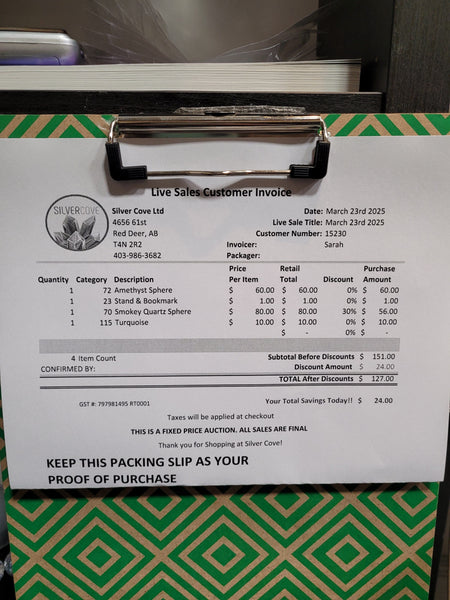 Live Sales Customer Invoice
SILVERCOVE
Silver Cove Ltd
4656 61st
Red Deer, AB
T4N 2R2
403-986-3682
Date: March 23rd 2025
Live Sale Title: March 23rd 2025
Customer Number: 15230
Invoicer: Sarah
Packager:
Quantity Category Description Price Per Item Retail Total Discount Purchase Amount
1 72 Amethyst Sphere $ 60.00 $ 60.00 0% $ 60.00
1 23 Stand & Bookmark $ 1.00 $ 1.00 0% $ 1.00
1 70 Smokey Quartz Sphere $ 80.00 $ 80.00 30% $ 56.00
1 115 Turquoise $ 10.00 $ 10.00 0% $ 10.00
$ - 0% $ -
4 Item Count Subtotal Before Discounts $ 151.00
CONFIRMED BY: Discount Amount $ 24.00
TOTAL After Discounts $ 127.00
GST #: 797981495 RT0001 Your Total Savings Today!! $ 24.00
Taxes will be applied at checkout
THIS IS A FIXED PRICE AUCTION. ALL SALES ARE FINAL
Thank you for Shopping at Silver Cove!
KEEP THIS PACKING SLIP AS YOUR
PROOF OF PURCHASE